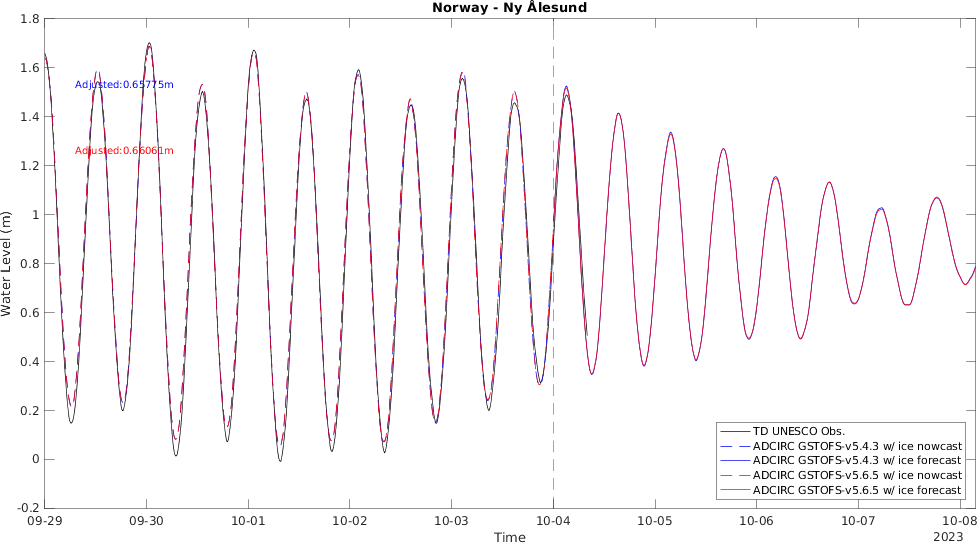 Norway - Ny Ålesund
1.8
1.6
1.4
1.2
1
0.8
0.6
0.4
0.2
0
-0.2
Water Level (m)
Adjusted:0.65775m
Adjusted:0.66061m
TD UNESCO Obs.
ADCIRC GSTOFS-v5.4.3 w/ ice nowcast
ADCIRC GSTOFS-v5.4.3 w/ ice forecast
ADCIRC GSTOFS-v5.6.5 w/ ice nowcast
ADCIRC GSTOFS-v5.6.5 w/ ice forecast
09-29 09-30 10-01 10-02 10-03 10-04 10-05 10-06 10-07 10-08
2023
Time